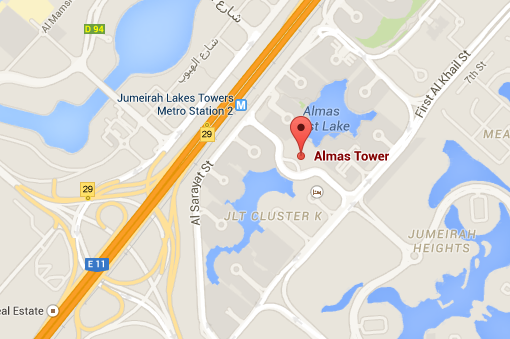 Al Mamsha
D 94
شارع
شارع الهبوب
Jumeirah Lakes Towers
Metro Station 2
M
29
Almas
st Lake
Almas Tower
First Al Khail St
7th St
MEA
29
Al Sarayat St
JLT CLUSTER K
JUMEIRAH
HEIGHTS
E 11
eal Estate